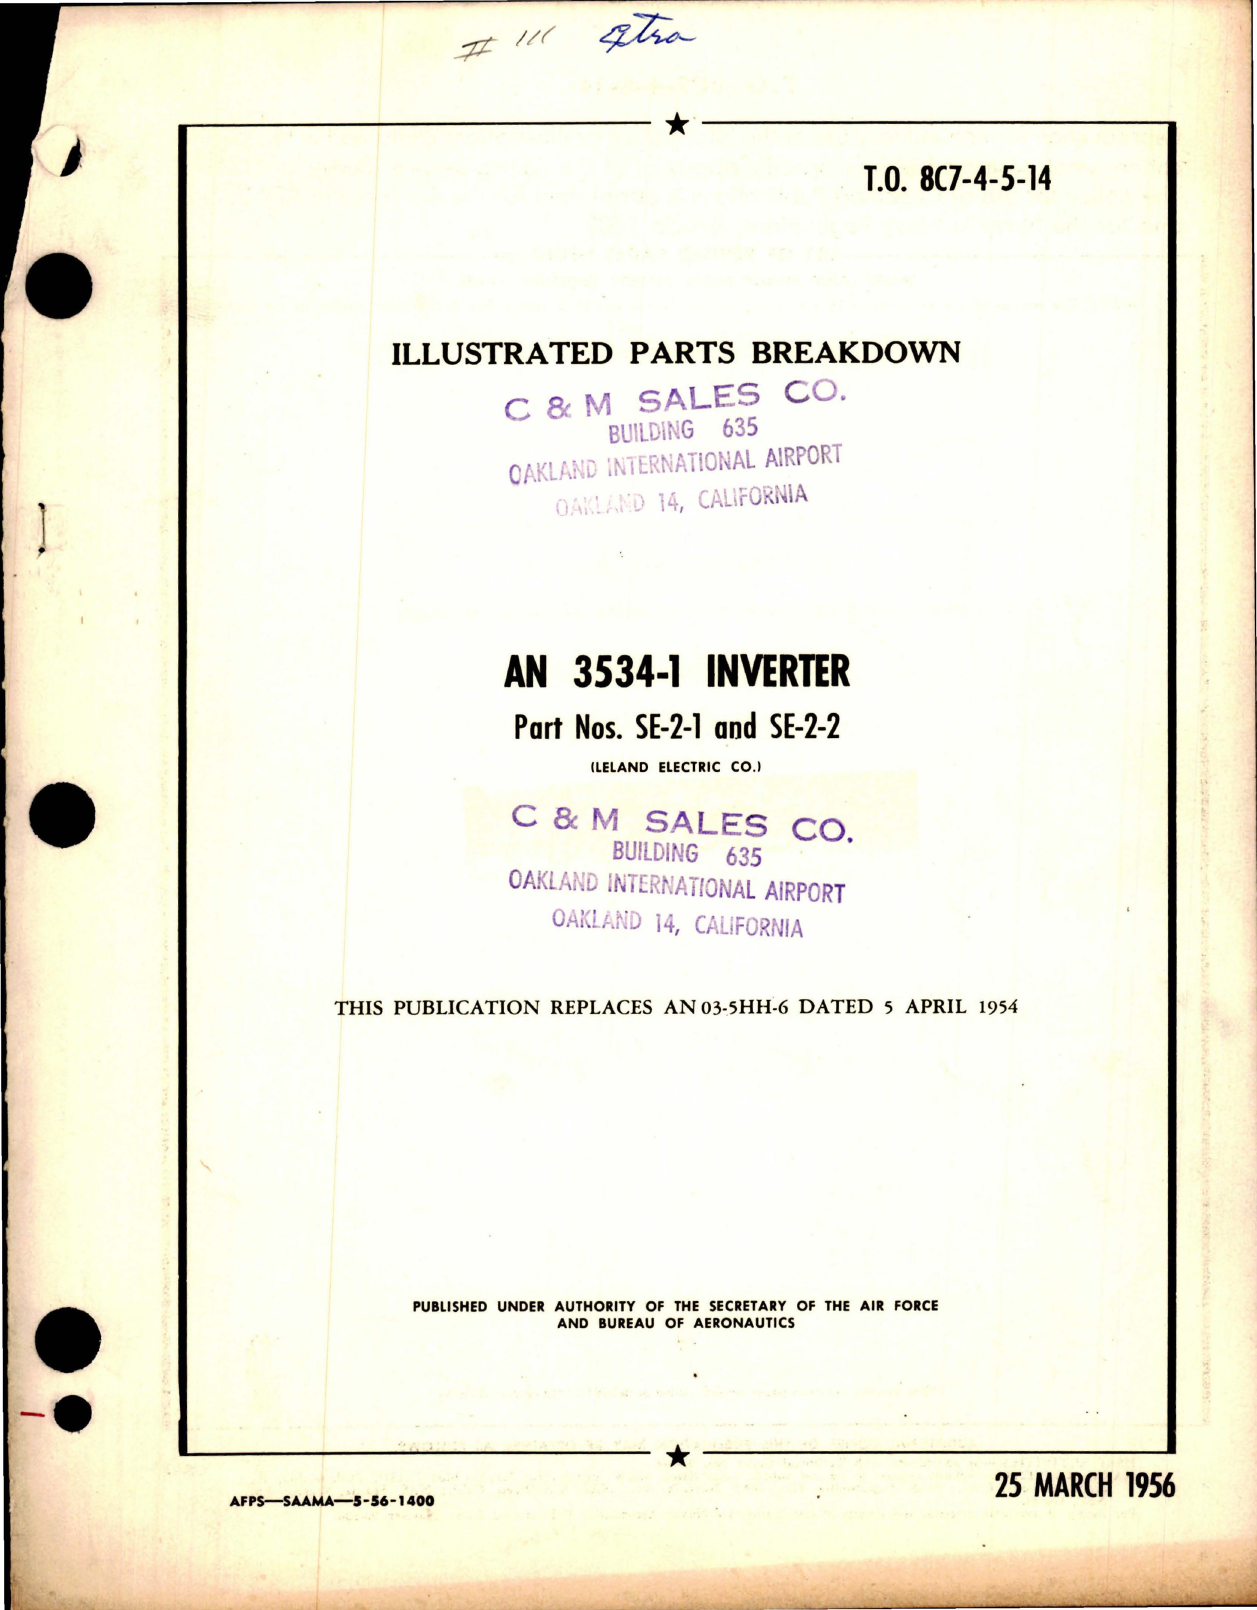 # 111 Extra
T.O. 8C7-4-5-14
ILLUSTRATED PARTS BREAKDOWN
C & M SALES CO.
BUILDING 635
OAKLAND INTERNATIONAL AIRPORT
OAKLAND 14, CALIFORNIA
AN 3534-1 INVERTER
Part Nos. SE-2-1 and SE-2-2
(LELAND ELECTRIC CO.)
C & M SALES CO.
BUILDING 635
OAKLAND INTERNATIONAL AIRPORT
OAKLAND 14, CALIFORNIA
THIS PUBLICATION REPLACES AN 03-5HH-6 DATED 5 APRIL 1954
PUBLISHED UNDER AUTHORITY OF THE SECRETARY OF THE AIR FORCE
AND BUREAU OF AERONAUTICS
AFPS—SAAMA—5-56-1400
25 MARCH 1956